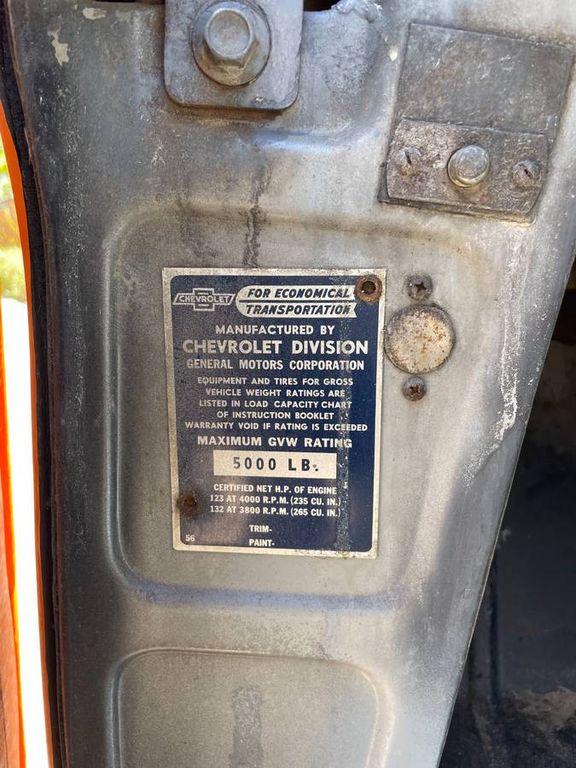 CHEVROLET
FOR ECONOMICAL
TRANSPORTATION
MANUFACTURED BY
CHEVROLET DIVISION
GENERAL MOTORS CORPORATION
EQUIPMENT AND TIRES FOR GROSS
VEHICLE WEIGHT RATINGS ARE
LISTED IN LOAD CAPACITY CHART
OF INSTRUCTION BOOKLET
WARRANTY VOID IF RATING IS EXCEEDED
MAXIMUM GVW RATING
5000 LB.
CERTIFIED NET H.P. OF ENGINE
123 AT 4000 R.P.M. (235 CU. IN.)
132 AT 3800 R.P.M. (265 CU. IN.)
TRIM-
56 PAINT-